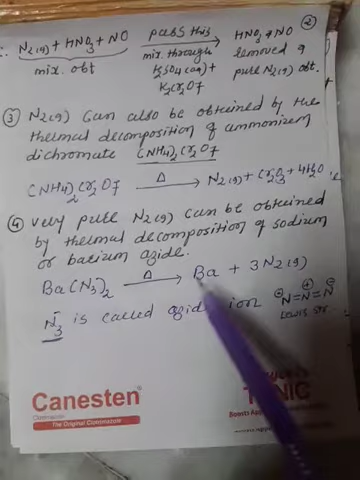 ②
∴ N2(g) + HNO3 + NO pass this mix. through K2SO4(aq) + K2Cr2O7 → HNO3 & NO removed & pure N2(g) obt.
mix. obt
③ N2(g) can also be obtained by the
thermal decomposition of ammonium
dichromate (NH4)2Cr2O7
(NH4)2Cr2O7 Δ → N2(g) + Cr2O3 + 4H2O
④ Very pure N2(g) can be obtained
by thermal decomposition of sodium
or barium azide.
Ba(N3)2 Δ → Ba + 3N2(g)
N3⁻ is called azide ion
N=N=N
Lewis str.
Canesten
Clotrimazole
The Original Clotrimazole
TONIC
Boosts App